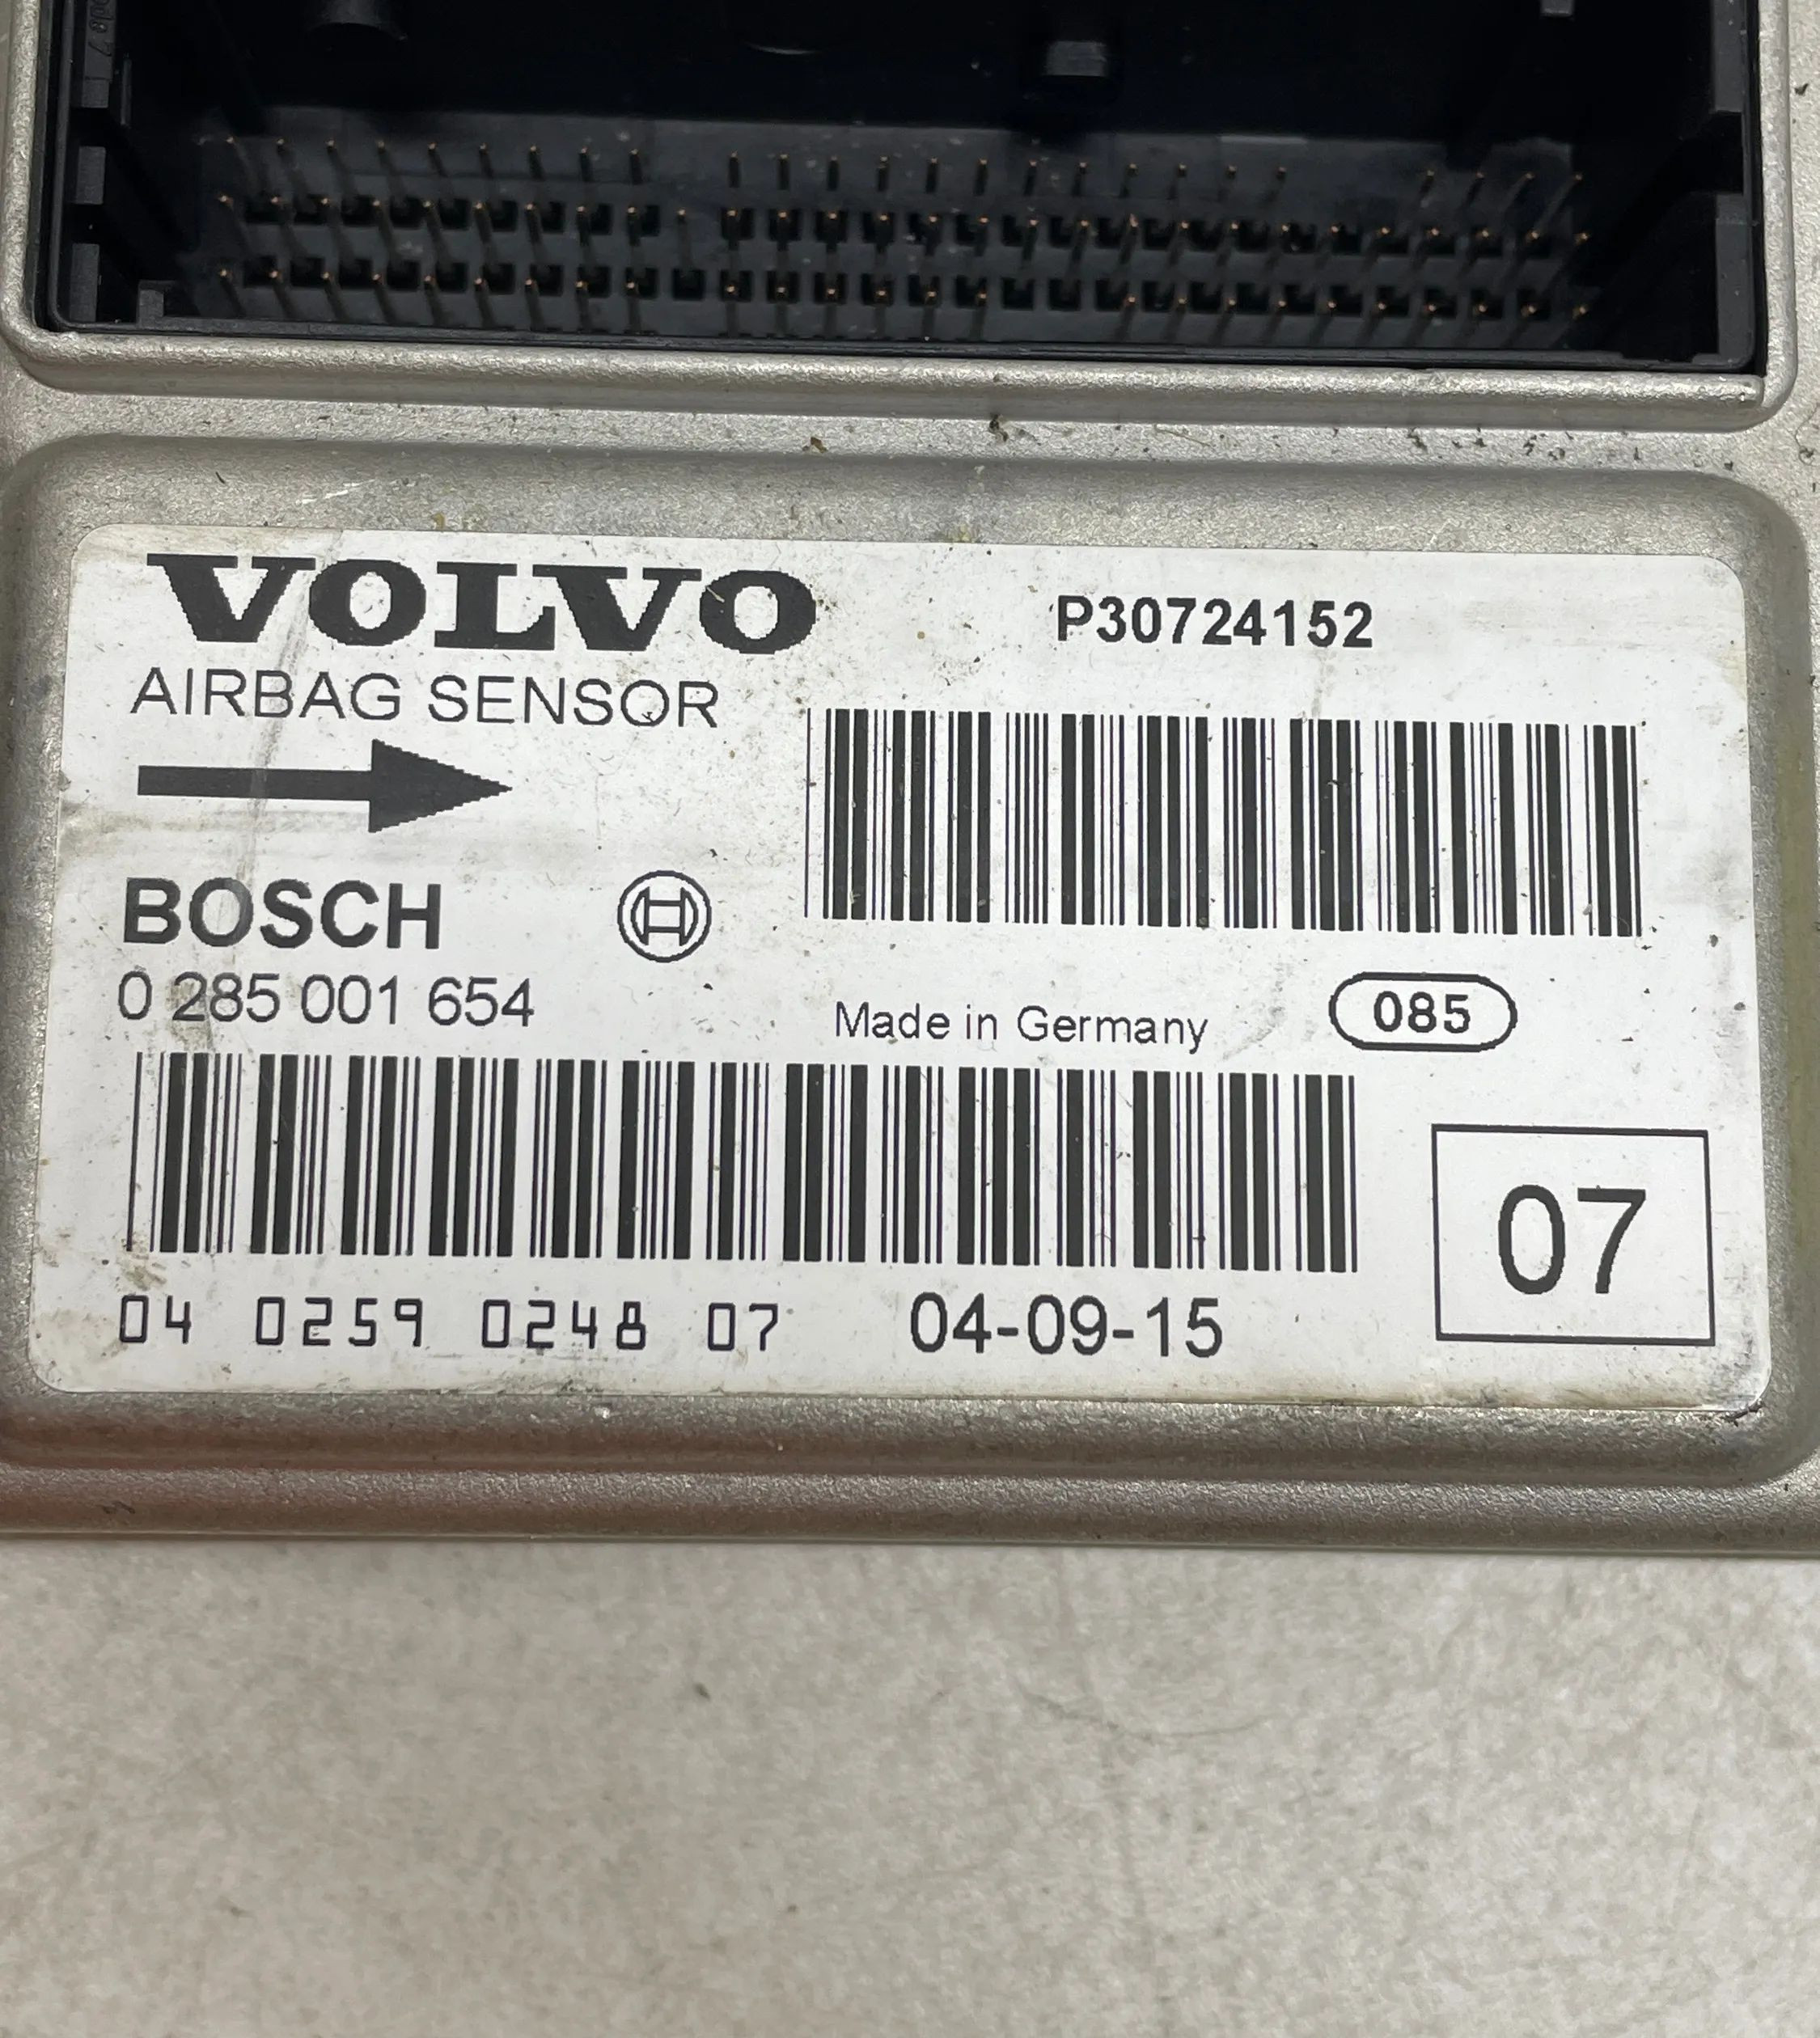 VOLVO
P30724152
AIRBAG SENSOR
BOSCH
0 285 001 654
Made in Germany
085
07
04 0259 0248 07
04-09-15